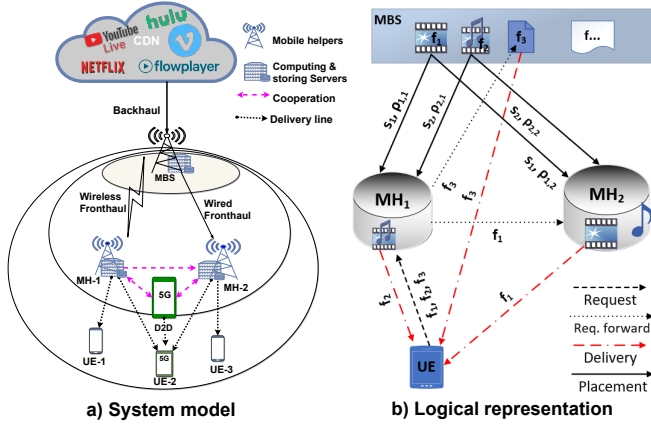 hulu
YouTube
Live
CDN
NETFLIX
flowplayer
Mobile helpers
Computing &
storing Servers
Cooperation
Delivery line
Backhaul
MBS
Wireless
Fronthaul
Wired
Fronthaul
MH-1
MH-2
5G
D2D
UE-1
5G
UE-2
UE-3
a) System model
MBS
f1
f2
f3
f...
s1, ρ1,1
s2, ρ2,1
s2, ρ2,2
s1, ρ1,2
f3
f3
MH1
MH2
f1
f2
f1, f2, f3
f1
UE
Request
Req. forward
Delivery
Placement
b) Logical representation